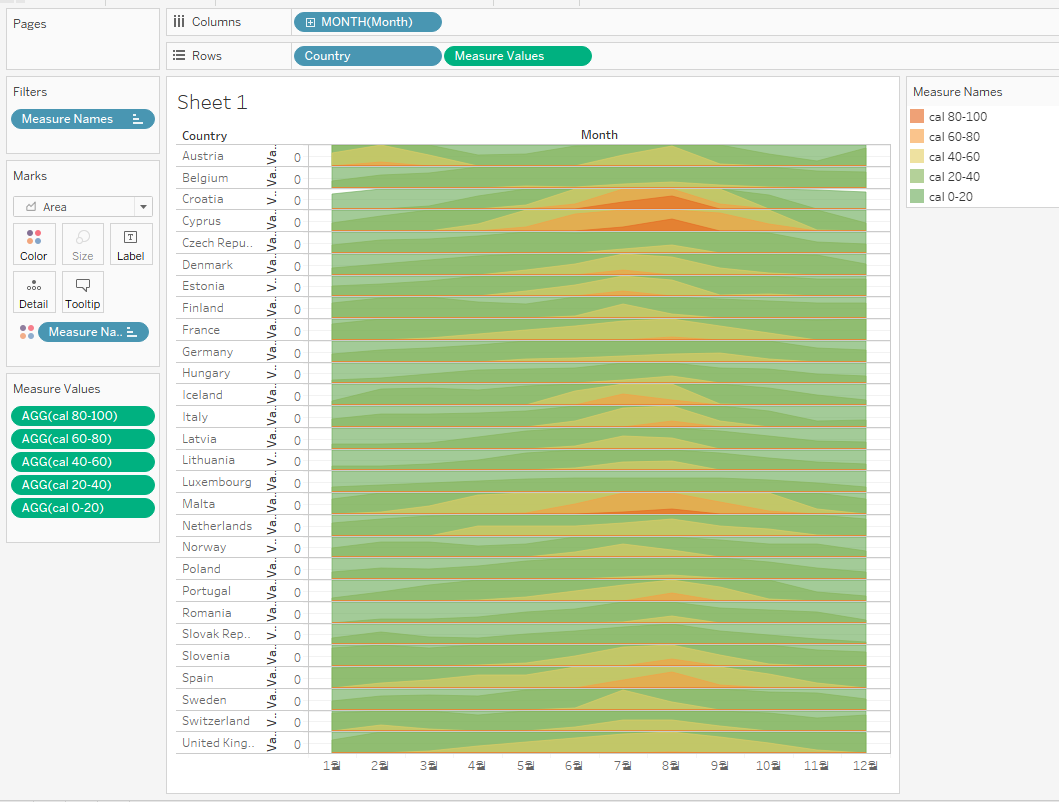 Pages
Columns
MONTH(Month)
Rows
Country
Measure Values
Filters
Measure Names
Marks
Area
Color
Size
Label
Detail
Tooltip
Measure Na..
Measure Values
AGG(cal 80-100)
AGG(cal 60-80)
AGG(cal 40-60)
AGG(cal 20-40)
AGG(cal 0-20)
Sheet 1
Country
Month
Austria Va.. 0
Belgium Va.. 0
Croatia V.. 0
Cyprus Va.. 0
Czech Repu.. Va.. 0
Denmark Va.. 0
Estonia V.. 0
Finland Va.. 0
France Va.. 0
Germany Va.. 0
Hungary V.. 0
Iceland Va.. 0
Italy Va.. 0
Latvia Va.. 0
Lithuania V.. 0
Luxembourg Va.. 0
Malta Va.. 0
Netherlands Va.. 0
Norway V.. 0
Poland Va.. 0
Portugal Va.. 0
Romania Va.. 0
Slovak Rep.. V.. 0
Slovenia Va.. 0
Spain Va.. 0
Sweden Va.. 0
Switzerland V.. 0
United King.. Va.. 0
1월 2월 3월 4월 5월 6월 7월 8월 9월 10월 11월 12월
Measure Names
cal 80-100
cal 60-80
cal 40-60
cal 20-40
cal 0-20